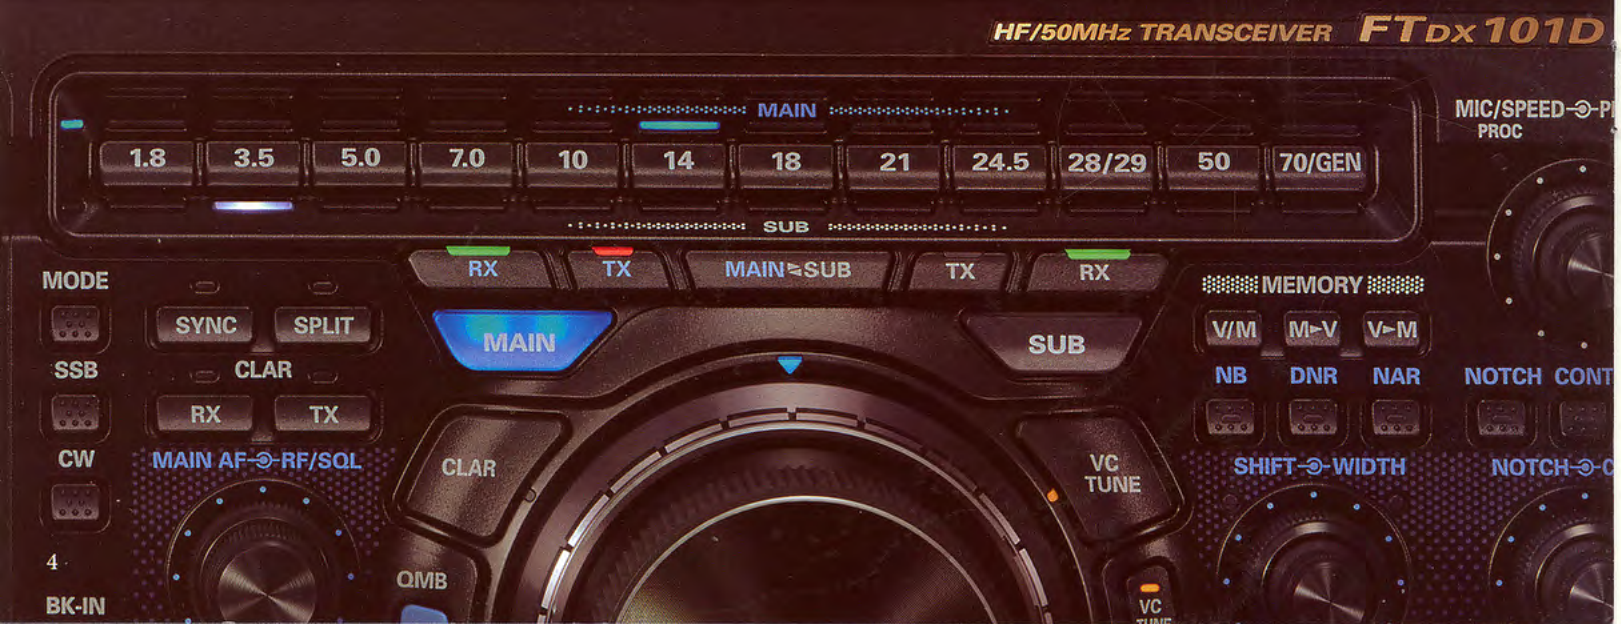 HF/50MHz TRANSCEIVER FTDX101D
MAIN
MIC/SPEED
PROC
1.8 3.5 5.0 7.0 10 14 18 21 24.5 28/29 50 70/GEN
SUB
RX TX MAIN SUB TX RX
MODE
MEMORY
SYNC SPLIT
MAIN SUB
V/M M►V V►M
SSB CLAR
NB DNR NAR NOTCH CONT
RX TX
CW MAIN AF RF/SQL
CLAR
VC
TUNE
SHIFT WIDTH NOTCH
4
QMB
BK-IN
VC
TUNE